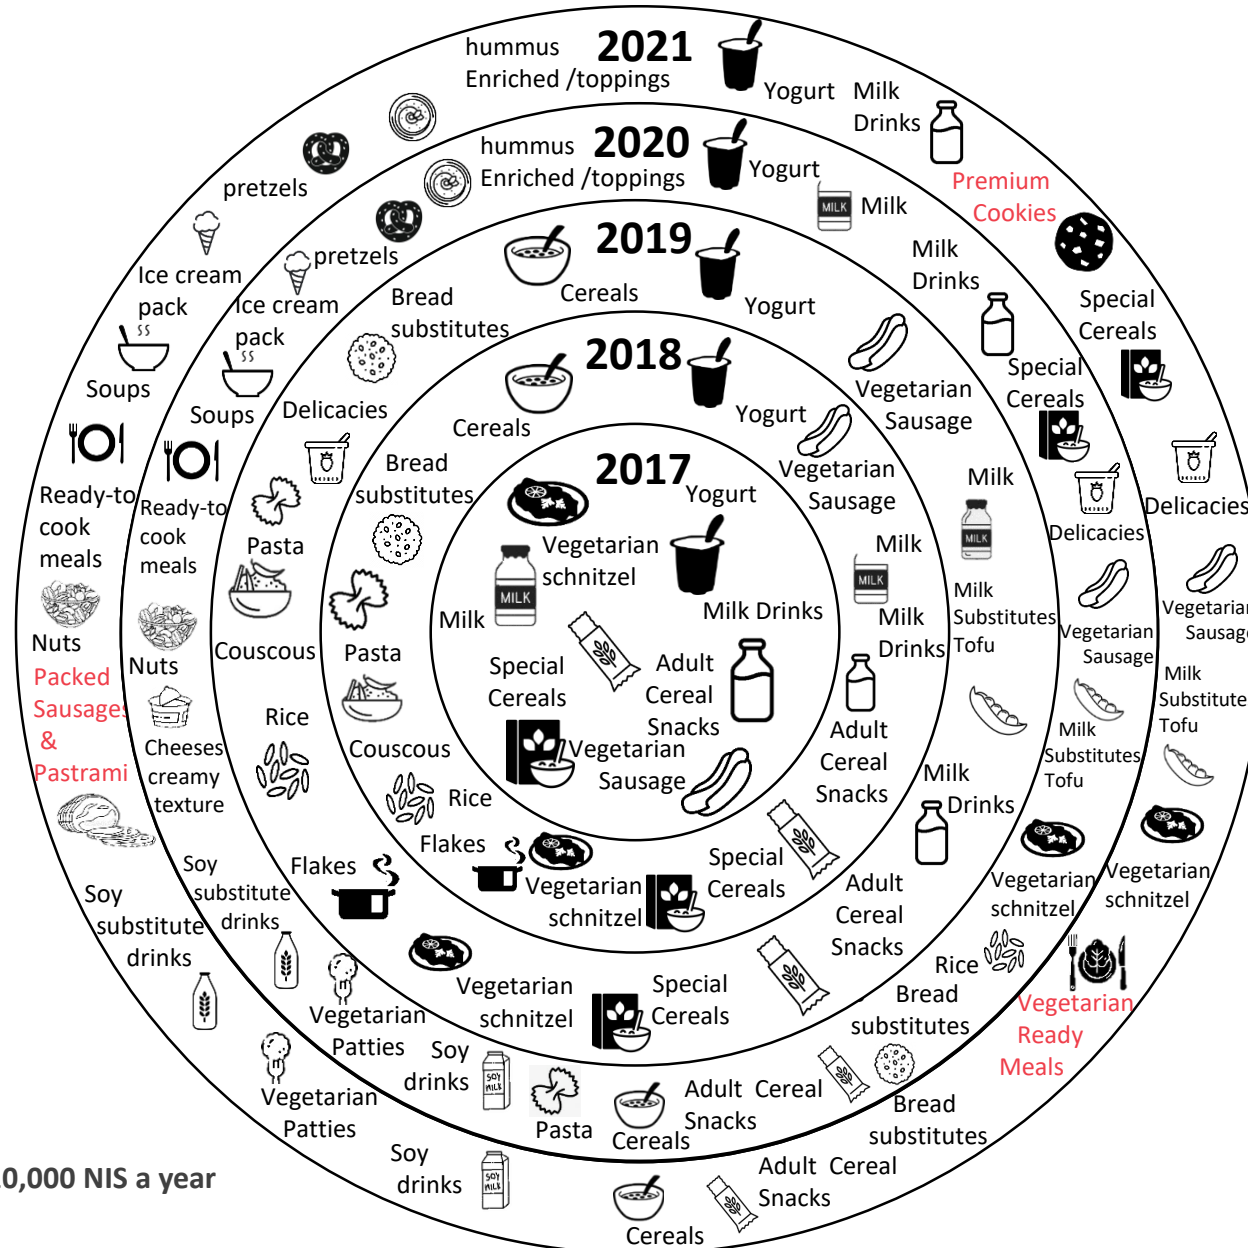 2021
hummus
Enriched /toppings
Yogurt
Milk
Drinks
Premium
Cookies
Special
Cereals
Delicacies
Vegetarian
Sausage
Milk
Substitutes
Tofu
Vegetarian
schnitzel
Vegetarian
Ready
Meals
Bread
substitutes
Adult Cereal
Snacks
Cereals
Soy
drinks
Vegetarian
Patties
Soy
substitute
drinks
Packed
Sausages
&
Pastrami
Nuts
Ready-to
cook
meals
Soups
Ice cream
pack
pretzels
SOY
MILK
2020
hummus
Enriched /toppings
Yogurt
MILK
Milk
Milk
Drinks
Special
Cereals
Delicacies
Vegetarian
Sausage
Milk
Substitutes
Tofu
Vegetarian
schnitzel
Rice
Bread
substitutes
Adult Cereal
Snacks
Cereals
Pasta
SOY
MILK
Soy
drinks
Vegetarian
Patties
Soy
substitute
drinks
Cheeses
creamy
texture
Nuts
Ready-to
cook
meals
Soups
Ice cream
pack
pretzels
2019
Cereals
Yogurt
Vegetarian
Sausage
Milk
MILK
Milk
Substitutes
Tofu
Milk
Drinks
Adult
Cereal
Snacks
Special
Cereals
Vegetarian
schnitzel
Flakes
Rice
Couscous
Pasta
Delicacies
Bread
substitutes
2018
Cereals
Yogurt
Vegetarian
Sausage
Milk
MILK
Milk
Drinks
Adult
Cereal
Snacks
Special
Cereals
Vegetarian
schnitzel
Flakes
Rice
Couscous
Pasta
Bread
substitutes
2017
Yogurt
Vegetarian
schnitzel
MILK
Milk
Milk Drinks
Special
Cereals
Adult
Cereal
Snacks
Vegetarian
Sausage
0,000 NIS a year